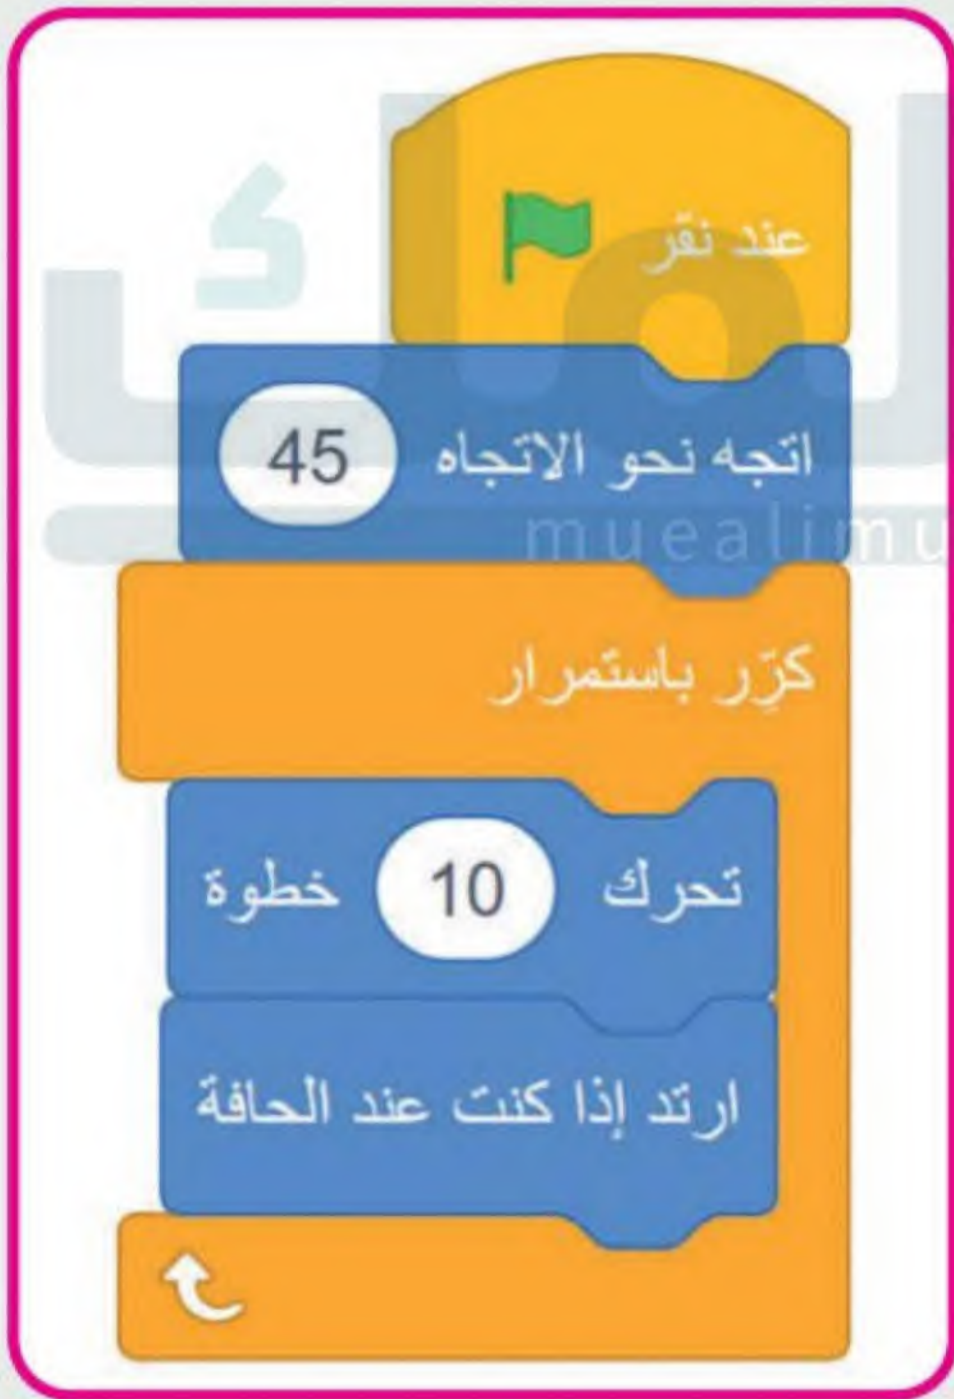 عند نقر
اتجه نحو الاتجاه 45
muealimu
كرّر باستمرار
تحرك 10 خطوة
ارتد إذا كنت عند الحافة